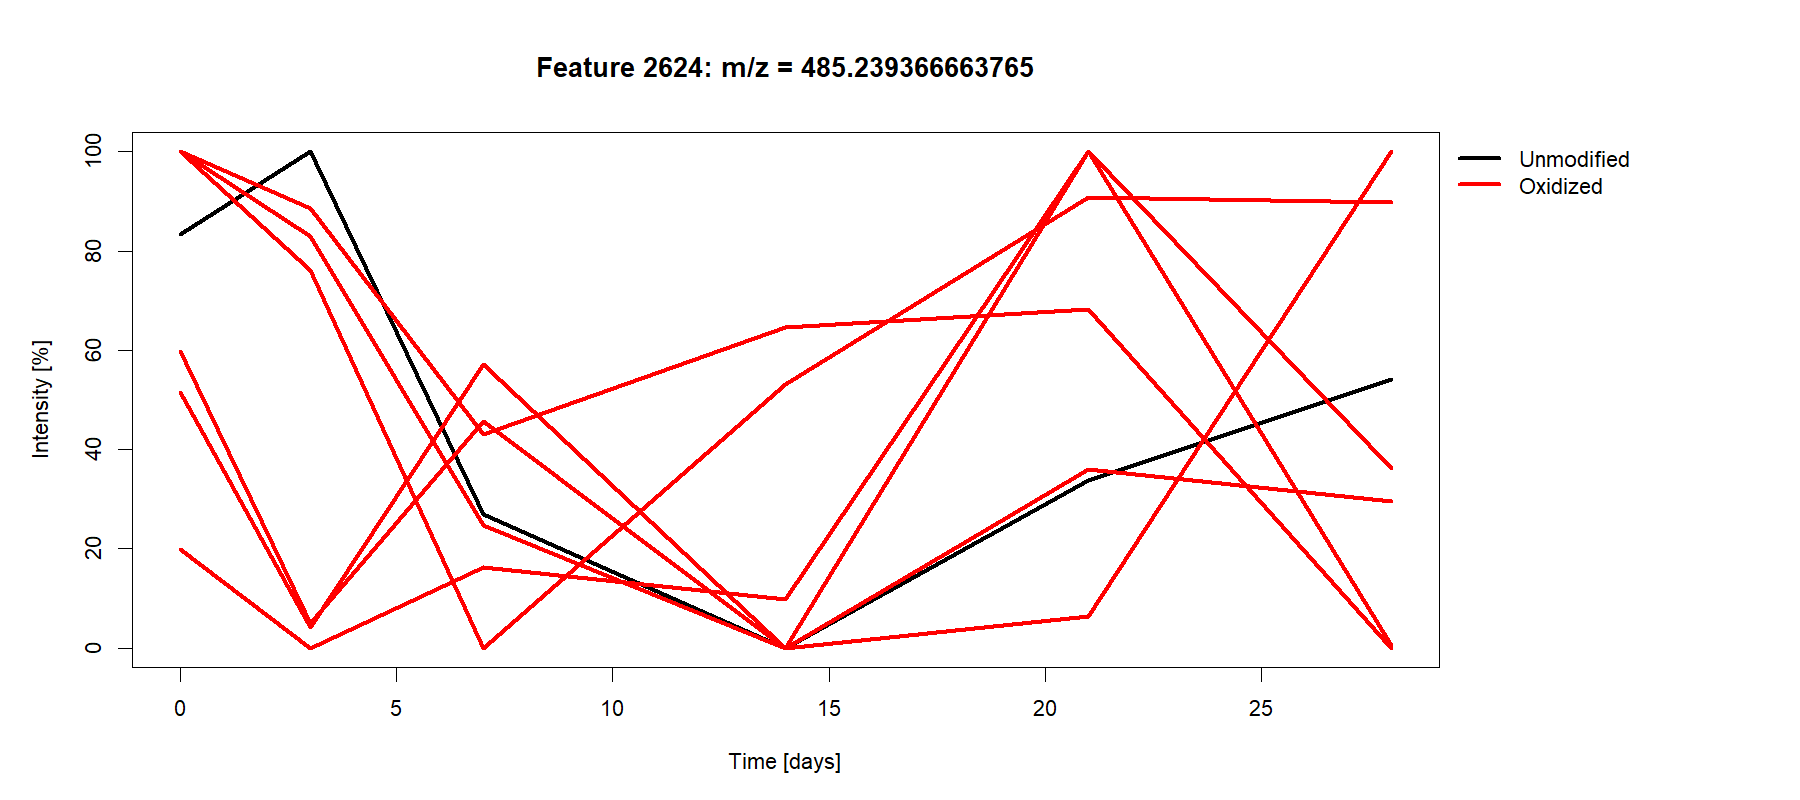 Feature 2624: m/z = 485.239366663765
Unmodified
Oxidized
Intensity [%]
100
80
60
40
20
0
0 5 10 15 20 25
Time [days]